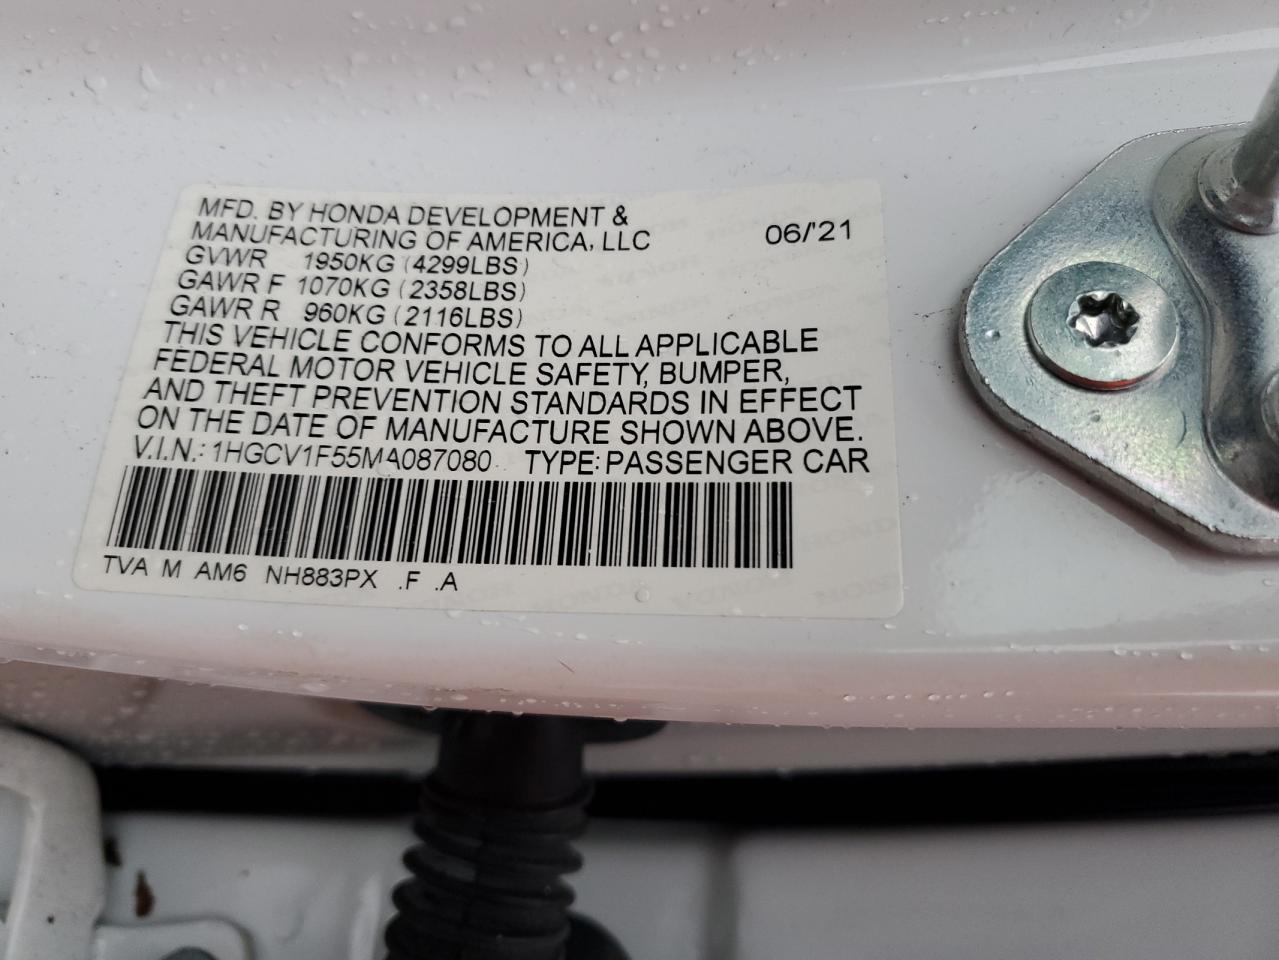 MFD. BY HONDA DEVELOPMENT &
MANUFACTURING OF AMERICA, LLC 06/'21
GVWR 1950KG (4299LBS)
GAWR F 1070KG (2358LBS)
GAWR R 960KG (2116LBS)
THIS VEHICLE CONFORMS TO ALL APPLICABLE
FEDERAL MOTOR VEHICLE SAFETY, BUMPER,
AND THEFT PREVENTION STANDARDS IN EFFECT
ON THE DATE OF MANUFACTURE SHOWN ABOVE.
V.I.N.: 1HGCV1F55MA087080 TYPE: PASSENGER CAR
TVA M AM6 NH883PX .F .A